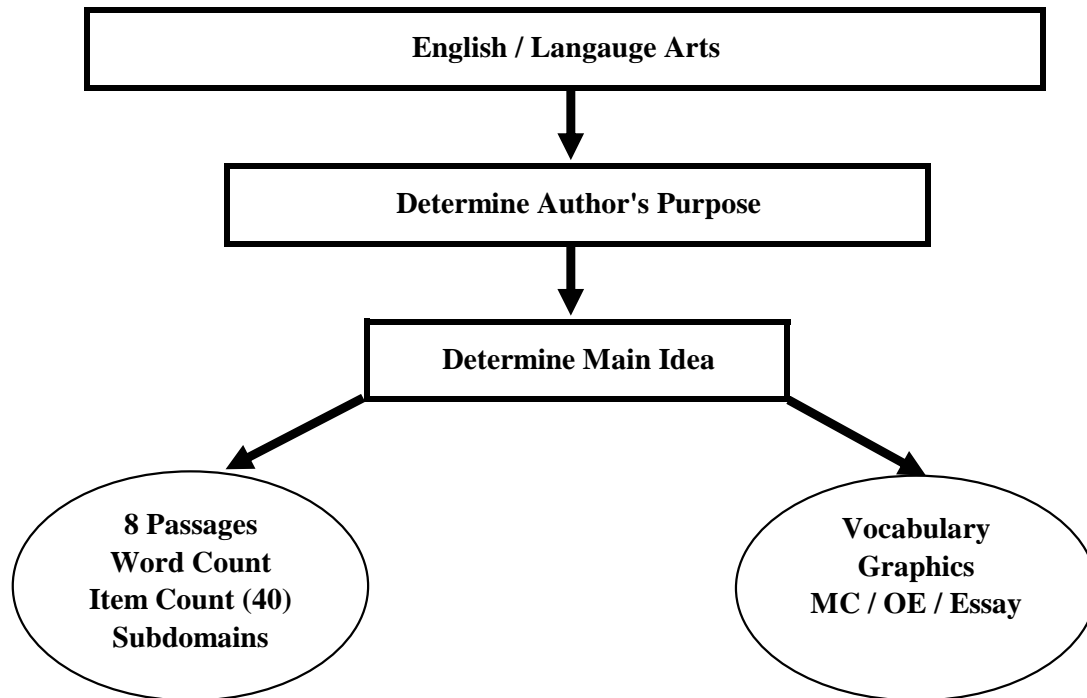 English / Langauge Arts
Determine Author's Purpose
Determine Main Idea
8 Passages
Word Count
Item Count (40)
Subdomains
Vocabulary
Graphics
MC / OE / Essay